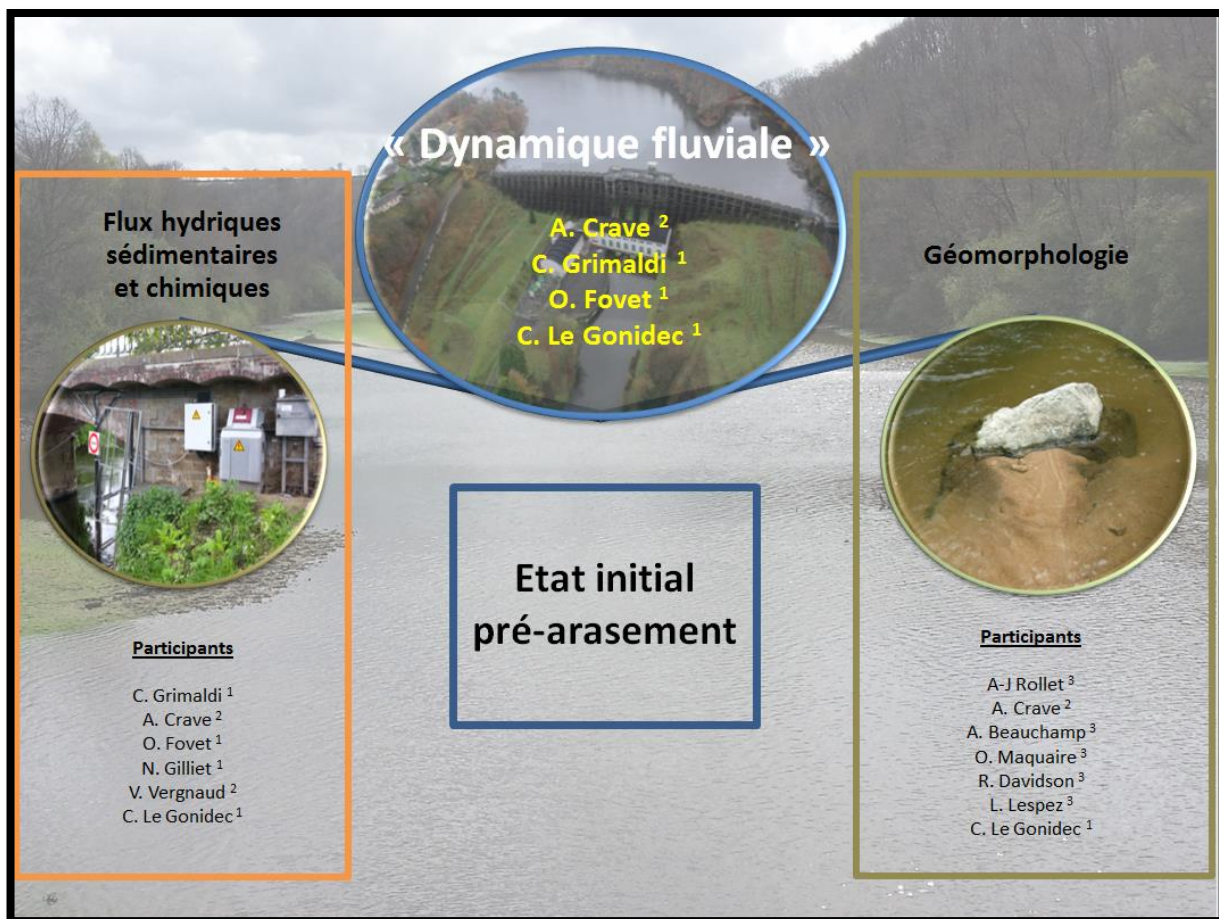 « Dynamique fluviale »
A. Crave ²
C. Grimaldi ¹
O. Fovet ¹
C. Le Gonidec ¹
Flux hydriques
sédimentaires
et chimiques
Participants
C. Grimaldi ¹
A. Crave ²
O. Fovet ¹
N. Gilliet ¹
V. Vergnaud ²
C. Le Gonidec ¹
Etat initial
pré-arasement
Géomorphologie
Participants
A-J Rollet ³
A. Crave ²
A. Beauchamp ³
O. Maquaire ³
R. Davidson ³
L. Lespez ³
C. Le Gonidec ¹